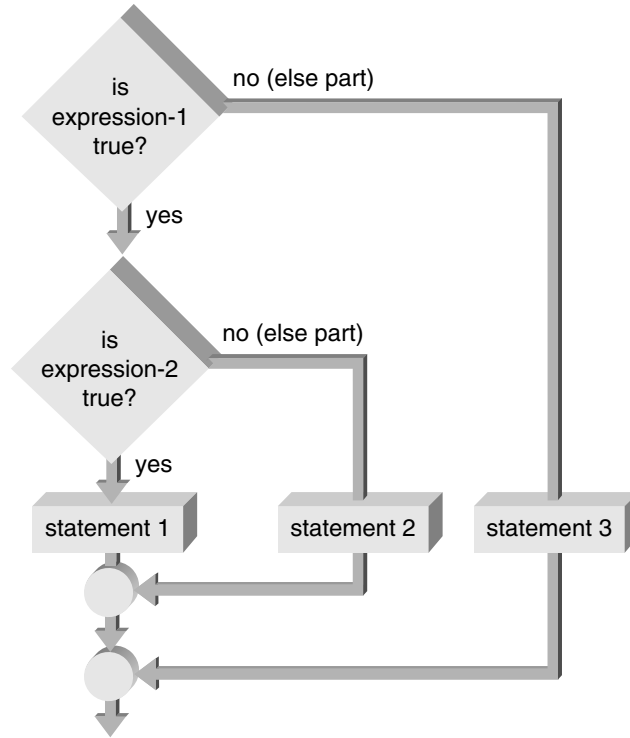 is
expression-1
true?
no (else part)
yes
is
expression-2
true?
no (else part)
yes
statement 1
statement 2
statement 3